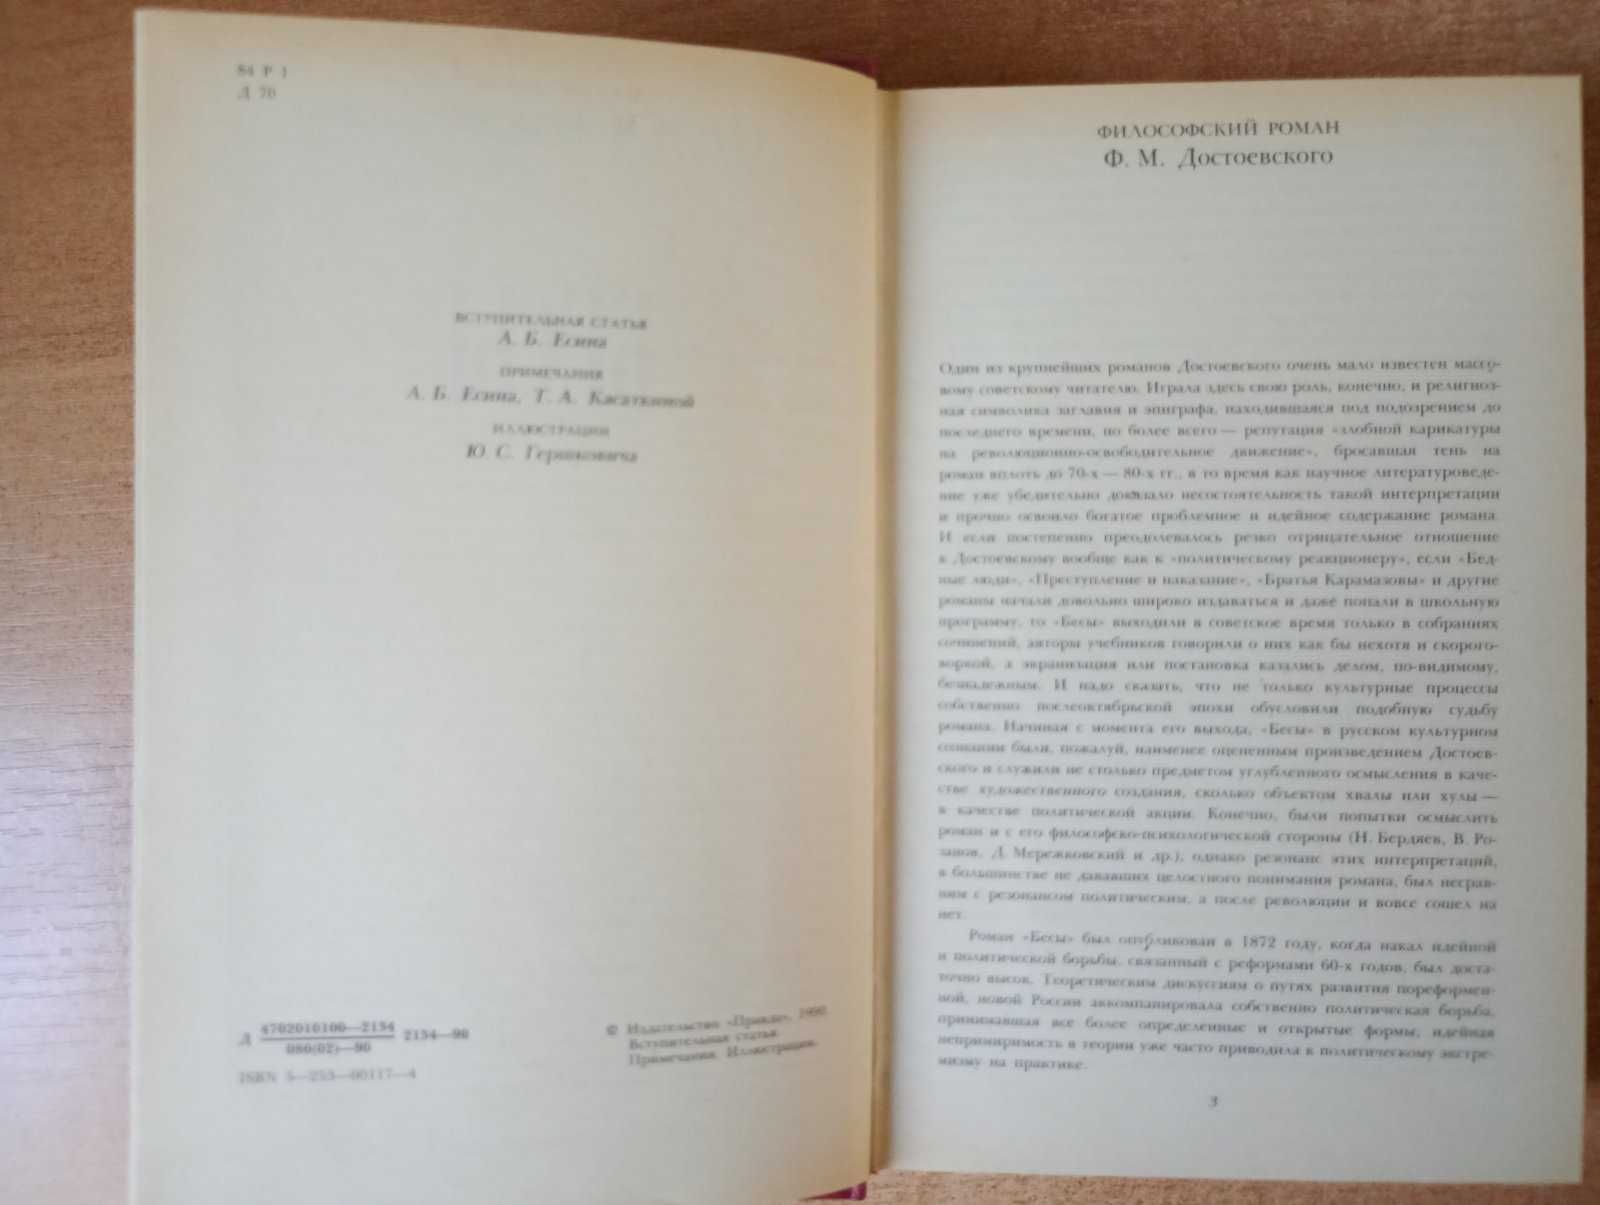 84 Р 1
Д 70
ВСТУПИТЕЛЬНАЯ СТАТЬЯ
А. Б. Есина
ПРИМЕЧАНИЯ
А. Б. Есина, Т. А. Касаткиной
ИЛЛЮСТРАЦИИ
Ю. С. Гершковича
Д 4702010100—2134
080(02)—90
2134—90
ISBN 5—253—00117—4
© Издательство «Правда», 1990.
Вступительная статья.
Примечания. Иллюстрации.
ФИЛОСОФСКИЙ РОМАН
Ф. М. Достоевского
Один из крупнейших романов Достоевского очень мало известен массо-
вому советскому читателю. Играла здесь свою роль, конечно, и религиоз-
ная символика заглавия и эпиграфа, находившаяся под подозрением до
последнего времени, но более всего — репутация «злобной карикатуры
на революционно-освободительное движение», бросавшая тень на
роман вплоть до 70-х — 80-х гг., в то время как научное литературоведе-
ние уже убедительно доказало несостоятельность такой интерпретации
и прочно освоило богатое проблемное и идейное содержание романа.
И если постепенно преодолевалось резко отрицательное отношение
к Достоевскому вообще как к «политическому реакционеру», если «Бед-
ные люди», «Преступление и наказание», «Братья Карамазовы» и другие
романы начали довольно широко издаваться и даже попали в школьную
программу, то «Бесы» выходили в советское время только в собраниях
сочинений, авторы учебников говорили о них как бы нехотя и скорого-
воркой, а экранизация или постановка казались делом, по-видимому,
безнадежным. И надо сказать, что не только культурные процессы
собственно послеоктябрьской эпохи обусловили подобную судьбу
романа. Начиная с момента его выхода, «Бесы» в русском культурном
сознании были, пожалуй, наименее оцененным произведением Достоев-
ского и служили не столько предметом углубленного осмысления в каче-
стве художественного создания, сколько объектом хвалы или хулы —
в качестве политической акции. Конечно, были попытки осмыслить
роман и с его философско-психологической стороны (Н. Бердяев, В. Ро-
занов, Д. Мережковский и др.), однако резонанс этих интерпретаций,
в большинстве не дававших целостного понимания романа, был несрав-
ним с резонансом политическим, а после революции и вовсе сошел на
нет.
Роман «Бесы» был опубликован в 1872 году, когда накал идейной
и политической борьбы, связанный с реформами 60-х годов, был доста-
точно высок. Теоретическим дискуссиям о путях развития пореформен-
ной, новой России аккомпанировала собственно политическая борьба,
принимавшая все более определенные и открытые формы, идейная
непримиримость в теории уже часто приводила к политическому экстре-
мизму на практике.
3